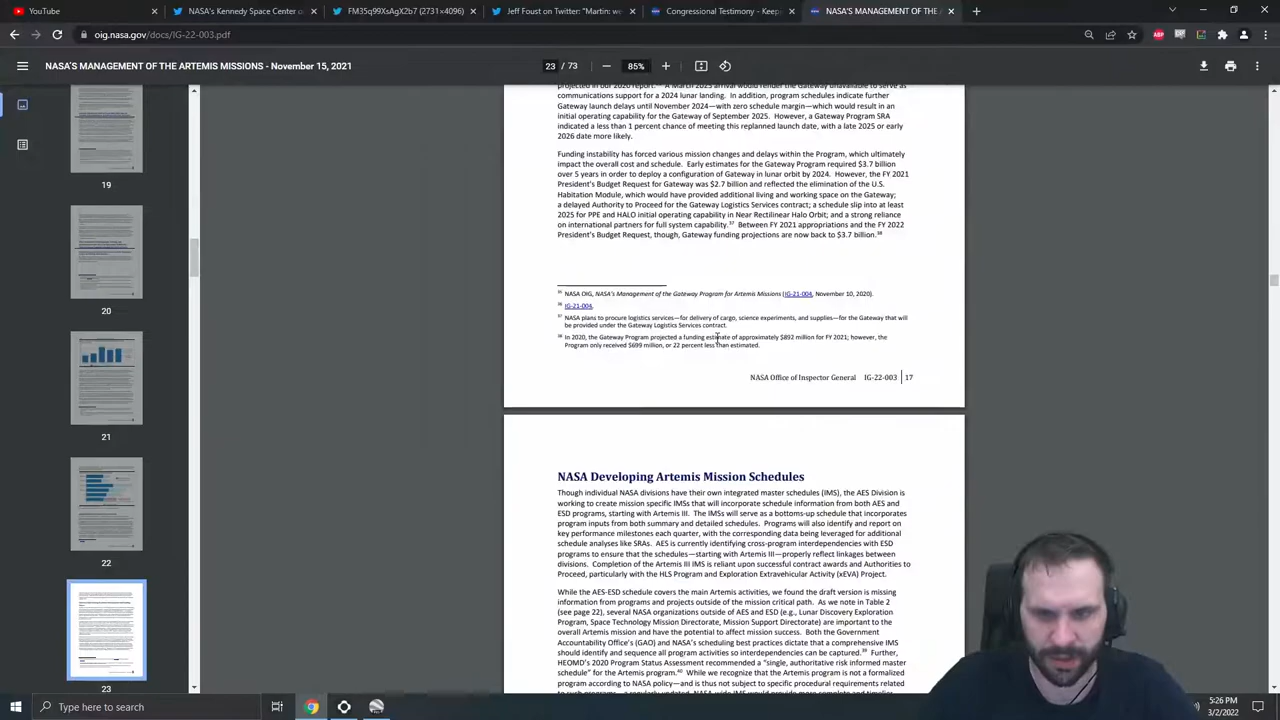 YouTube
NASA's Kennedy Space Center o
FM35q99XsAgX2b7 (2731×4096)
Jeff Foust on Twitter: "Martin: we
Congressional Hearings - Keep
NASA'S MANAGEMENT OF THE A
oig.nasa.gov/docs/IG-22-003.pdf
NASA'S MANAGEMENT OF THE ARTEMIS MISSIONS - November 15, 2021
23 / 73
85%
19
20
21
22
23
communications support for a 2024 lunar landing. In addition, program schedules indicate further
Gateway launch delays until November 2024—with zero schedule margin—which would result in an
initial operating capability for the Gateway of September 2025. However, a Gateway Program SRA
indicated a less than 1 percent chance of meeting this replanned launch date, with a late 2025 or early
2026 date more likely.
Funding instability has forced various mission changes and delays within the Program, which ultimately
impact the overall cost and schedule. Early estimates for the Gateway Program required $3.7 billion
over 5 years in order to deploy a configuration of Gateway in lunar orbit by 2024. However, the FY 2021
President's Budget Request for Gateway was $2.7 billion and reflected the elimination of the U.S.
Habitation Module, which would have provided additional living and working space on the Gateway;
a delayed Authority to Proceed for the Gateway Logistics Services contract; a schedule slip into at least
2025 for PPE and HALO initial operating capability in Near Rectilinear Halo Orbit; and a strong reliance
on international partners for full system capability.37 Between FY 2021 appropriations and the FY 2022
President's Budget Request, though, Gateway funding projections are now back to $3.7 billion.38
35 NASA OIG, NASA's Management of the Gateway Program for Artemis Missions (IG-21-004, November 10, 2020).
36 IG-21-004.
37 NASA plans to procure logistics services—for delivery of cargo, science experiments, and supplies—for the Gateway that will
be provided under the Gateway Logistics Services contract.
38 In 2020, the Gateway Program projected a funding estimate of approximately $892 million for FY 2021; however, the
Program only received $699 million, or 22 percent less than estimated.
NASA Office of Inspector General IG-22-003 | 17
NASA Developing Artemis Mission Schedules
Though individual NASA divisions have their own integrated master schedules (IMS), the AES Division is
working to create mission specific IMSs that will incorporate schedule information from both AES and
ESD programs, starting with Artemis III. The IMSs will serve as a bottoms-up schedule that incorporates
program inputs from both summary and detailed schedules. Programs will also identify and report on
key performance milestones each quarter, with the corresponding data being leveraged for additional
schedule analyses like SRAs. AES is currently identifying cross-program interdependencies with ESD
programs to ensure that the schedules—starting with Artemis III—properly reflect linkages between
divisions. Completion of the Artemis III IMS is reliant upon successful contract awards and Authorities to
Proceed, particularly with the HLS Program and Exploration Extravehicular Activity (xEVA) Project.
While the AES-ESD schedule covers the main Artemis activities, we found the draft version is missing
information from programs and projects outside of the mission critical path. As we note in Table 2
(see page 22), several NASA organizations outside of AES and ESD (e.g., Lunar Discovery Exploration
Program, Space Technology Mission Directorate, Mission Support Directorate) are important to the
overall Artemis mission and have the potential to affect mission success. Both the Government
Accountability Office's (GAO) and NASA's scheduling best practices dictate that a comprehensive IMS
should identify and sequence all program activities so interdependencies can be captured.39 Further,
HEOMD's 2020 Program Status Assessment recommended a "single, authoritative risk informed master
schedule" for the Artemis program.40 While we recognize that the Artemis program is not a formalized
program according to NASA policy—and is thus not subject to specific procedural requirements related
5:26 PM
3/2/2022